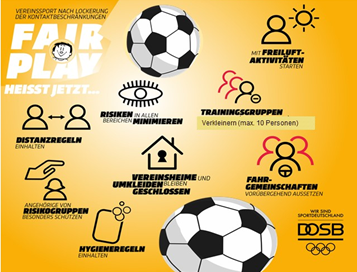 VEREINSSPORT NACH LOCKERUNG
DER KONTAKTBESCHRÄNKUNGEN
FAIR
PLAY
HEISST JETZT...
MIT FREILUFT-
AKTIVITÄTEN
STARTEN
RISIKEN IN ALLEN
BEREICHEN MINIMIEREN
TRAININGSGRUPPEN
Verkleinern (max. 10 Personen)
DISTANZREGELN
EINHALTEN
VEREINSHEIME UND
UMKLEIDEN BLEIBEN
GESCHLOSSEN
FAHR-
GEMEINSCHAFTEN
VORÜBERGEHEND AUSSETZEN
ANGEHÖRIGE VON
RISIKOGRUPPEN
BESONDERS SCHÜTZEN
HYGIENEREGELN
EINHALTEN
WIR SIND
SPORTDEUTSCHLAND
DOSB